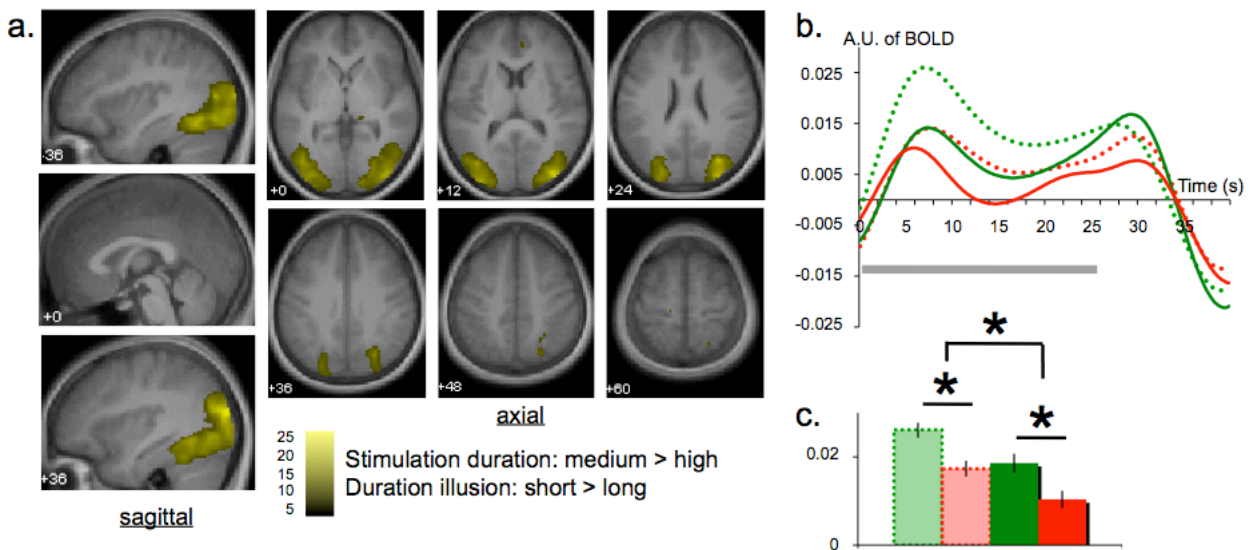 a.
-36
+0
+36
sagittal
+0
+12
+24
+36
+48
+60
axial
25
20
15
10
5
Stimulation duration: medium > high
Duration illusion: short > long
b.
A.U. of BOLD
0.025
0.015
0.005
-0.005
-0.015
-0.025
Time (s)
0 5 10 15 20 25 30 35
*
* *
c.
0.02
0